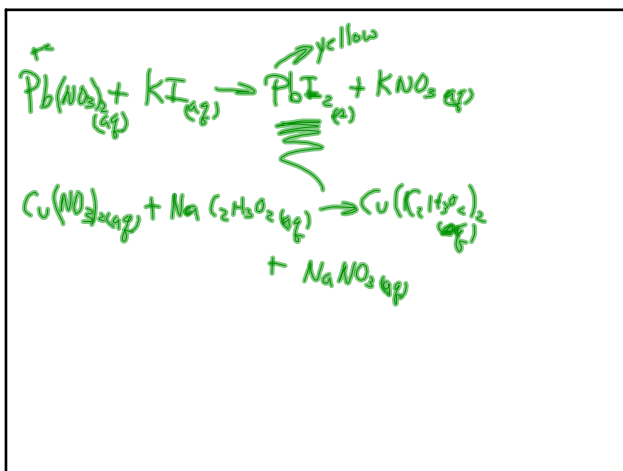 yellow
Pb(NO3)2(aq) + KI(aq) → PbI2(s) + KNO3(aq)
Cu(NO3)2(aq) + NaC2H3O2(aq) → Cu(C2H3O2)2(aq)
+ NaNO3(aq)